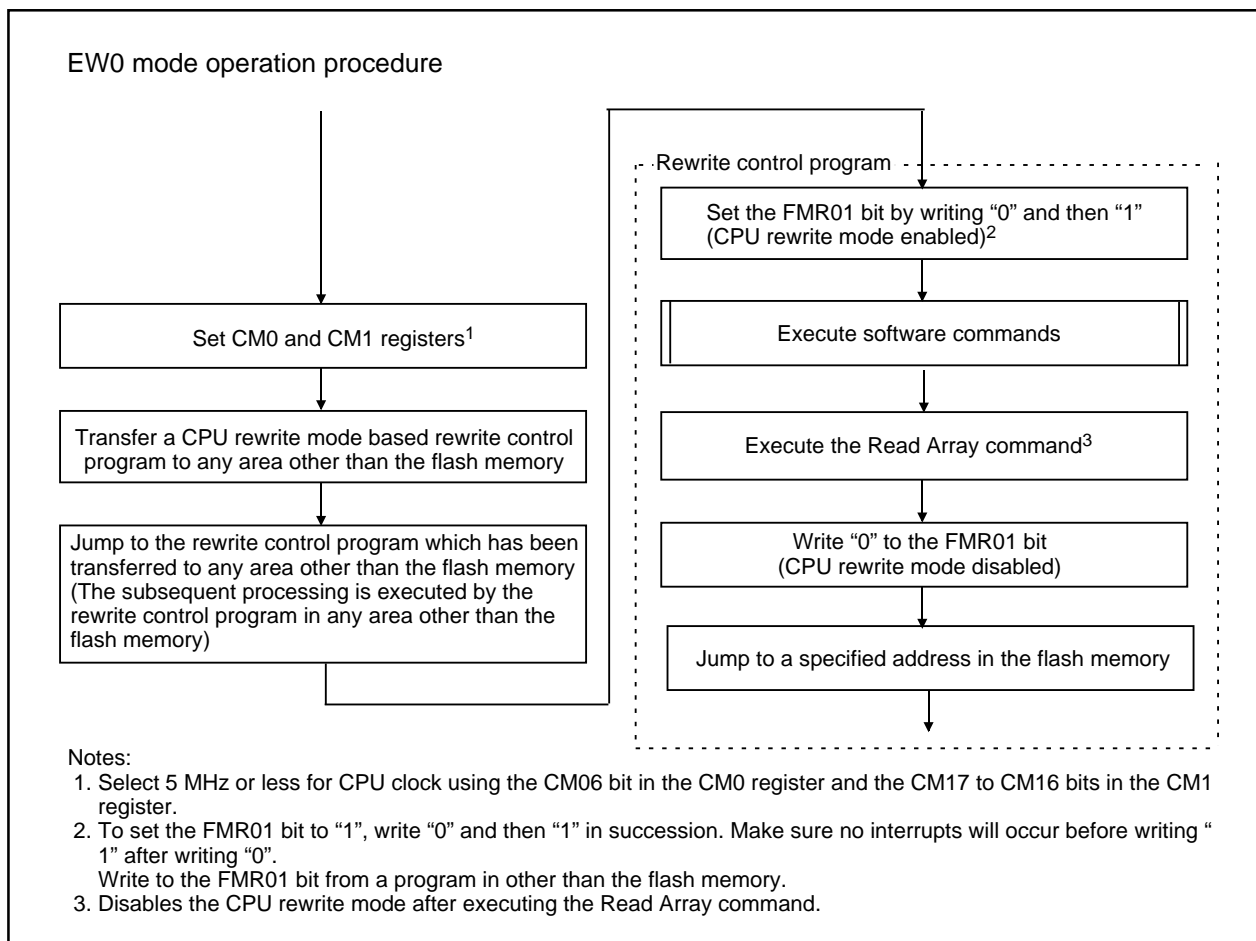 EW0 mode operation procedure
Set CM0 and CM1 registers1
Transfer a CPU rewrite mode based rewrite control
program to any area other than the flash memory
Jump to the rewrite control program which has been
transferred to any area other than the flash memory
(The subsequent processing is executed by the
rewrite control program in any area other than the
flash memory)
Rewrite control program
Set the FMR01 bit by writing “0” and then “1”
(CPU rewrite mode enabled)2
Execute software commands
Execute the Read Array command3
Write “0” to the FMR01 bit
(CPU rewrite mode disabled)
Jump to a specified address in the flash memory
Notes:
1. Select 5 MHz or less for CPU clock using the CM06 bit in the CM0 register and the CM17 to CM16 bits in the CM1
register.
2. To set the FMR01 bit to “1”, write “0” and then “1” in succession. Make sure no interrupts will occur before writing “
1” after writing “0”.
Write to the FMR01 bit from a program in other than the flash memory.
3. Disables the CPU rewrite mode after executing the Read Array command.